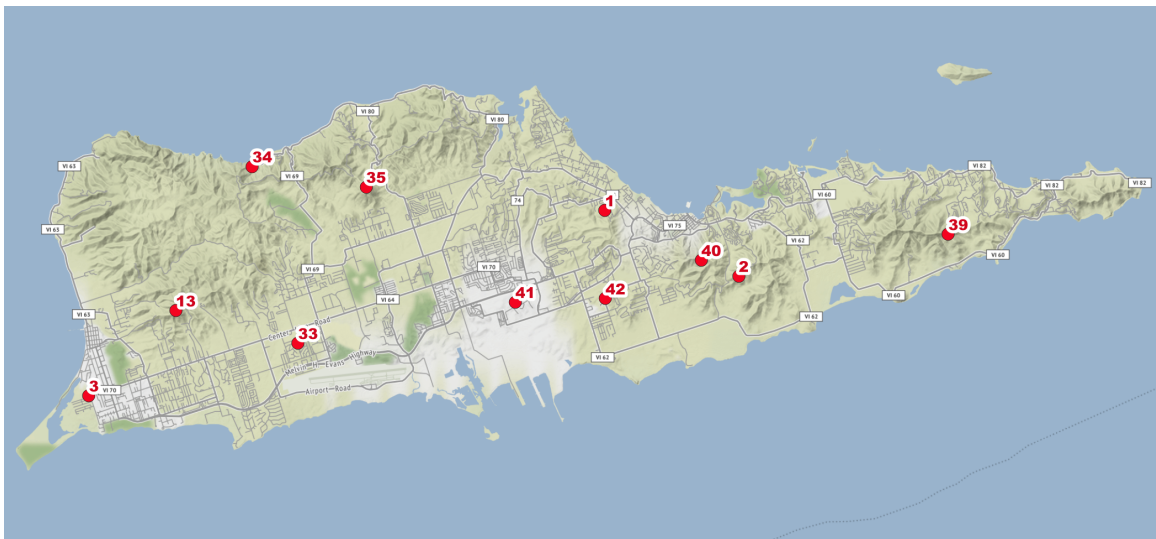 VI 80
VI 80
34
VI 63
VI 82
VI 69
35
VI 82
VI 82
74
1
VI 60
VI 63
VI 75
39
VI 62
40
VI 60
VI 70
2
VI 69
13
VI 64
41
42
VI 60
VI 63
VI 62
Center Road
33
Melvin H Evans Highway
VI 62
3
VI 70
Airport Road